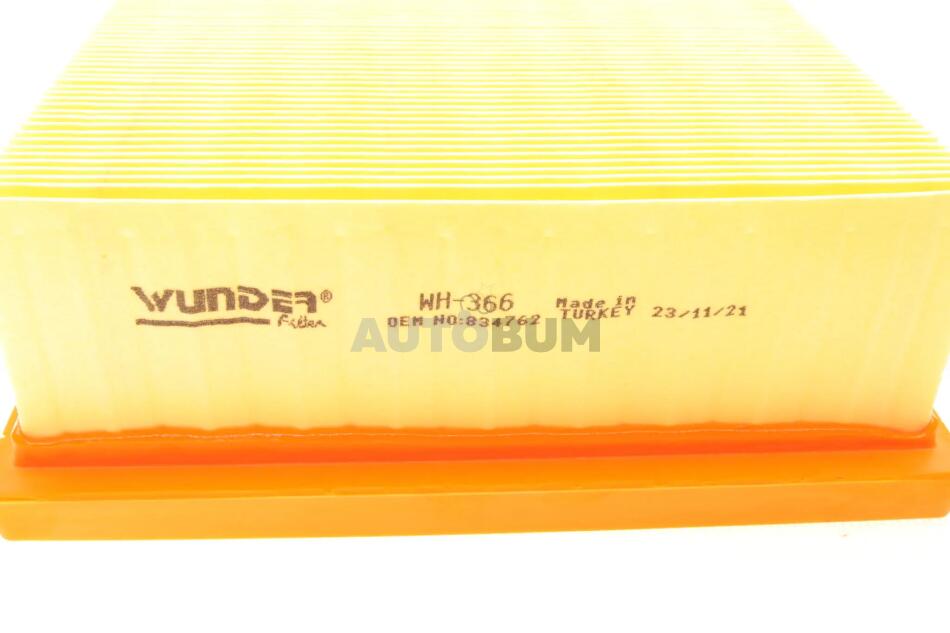 WUNDER®
Filter
WH-366
OEM NO:834762
Made in
TURKEY 23/11/21
AUTOBUM